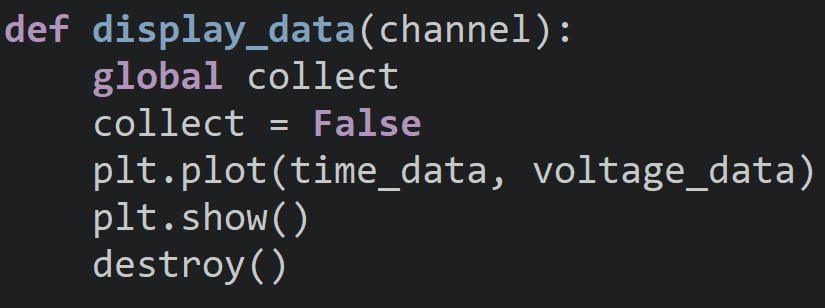 def display_data(channel):
    global collect
    collect = False
    plt.plot(time_data, voltage_data)
    plt.show()
    destroy()